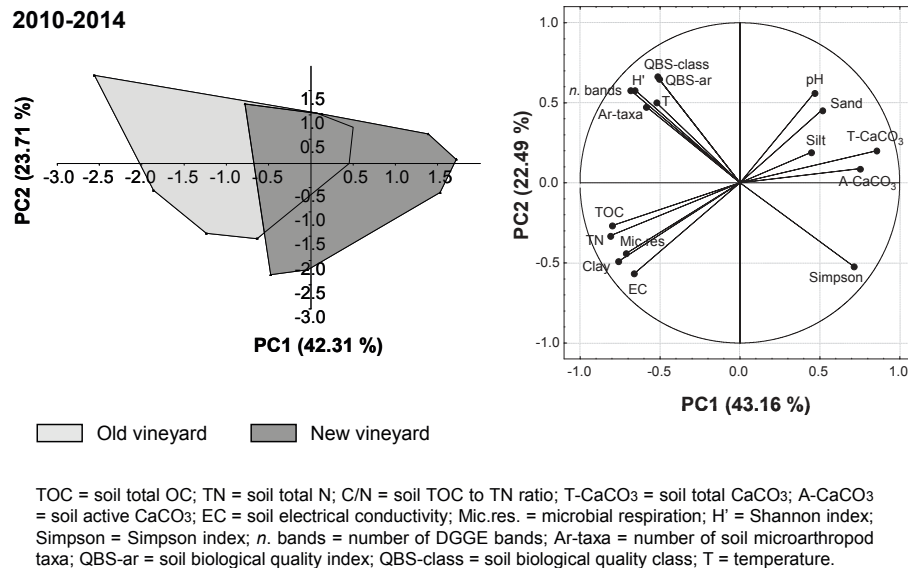 2010-2014
1.5
1.0
0.5
-3.0 -2.5 -2.0 -1.5 -1.0 -0.5 0.5 1.0 1.5
-0.5
-1.0
-1.5
-2.0
-2.5
-3.0
PC2 (23.71 %)
PC1 (42.31 %)
1.0
0.5
0.0
-0.5
-1.0
PC2 (22.49 %)
QBS-class
QBS-ar
H'
n. bands
T
Ar-taxa
pH
Sand
Silt
T-CaCO3
A-CaCO3
TOC
TN
Mic.res
Clay
EC
Simpson
-1.0 -0.5 0.0 0.5 1.0
PC1 (43.16 %)
Old vineyard New vineyard
TOC = soil total OC; TN = soil total N; C/N = soil TOC to TN ratio; T-CaCO3 = soil total CaCO3; A-CaCO3
= soil active CaCO3; EC = soil electrical conductivity; Mic.res. = microbial respiration; H' = Shannon index;
Simpson = Simpson index; n. bands = number of DGGE bands; Ar-taxa = number of soil microarthropod
taxa; QBS-ar = soil biological quality index; QBS-class = soil biological quality class; T = temperature.